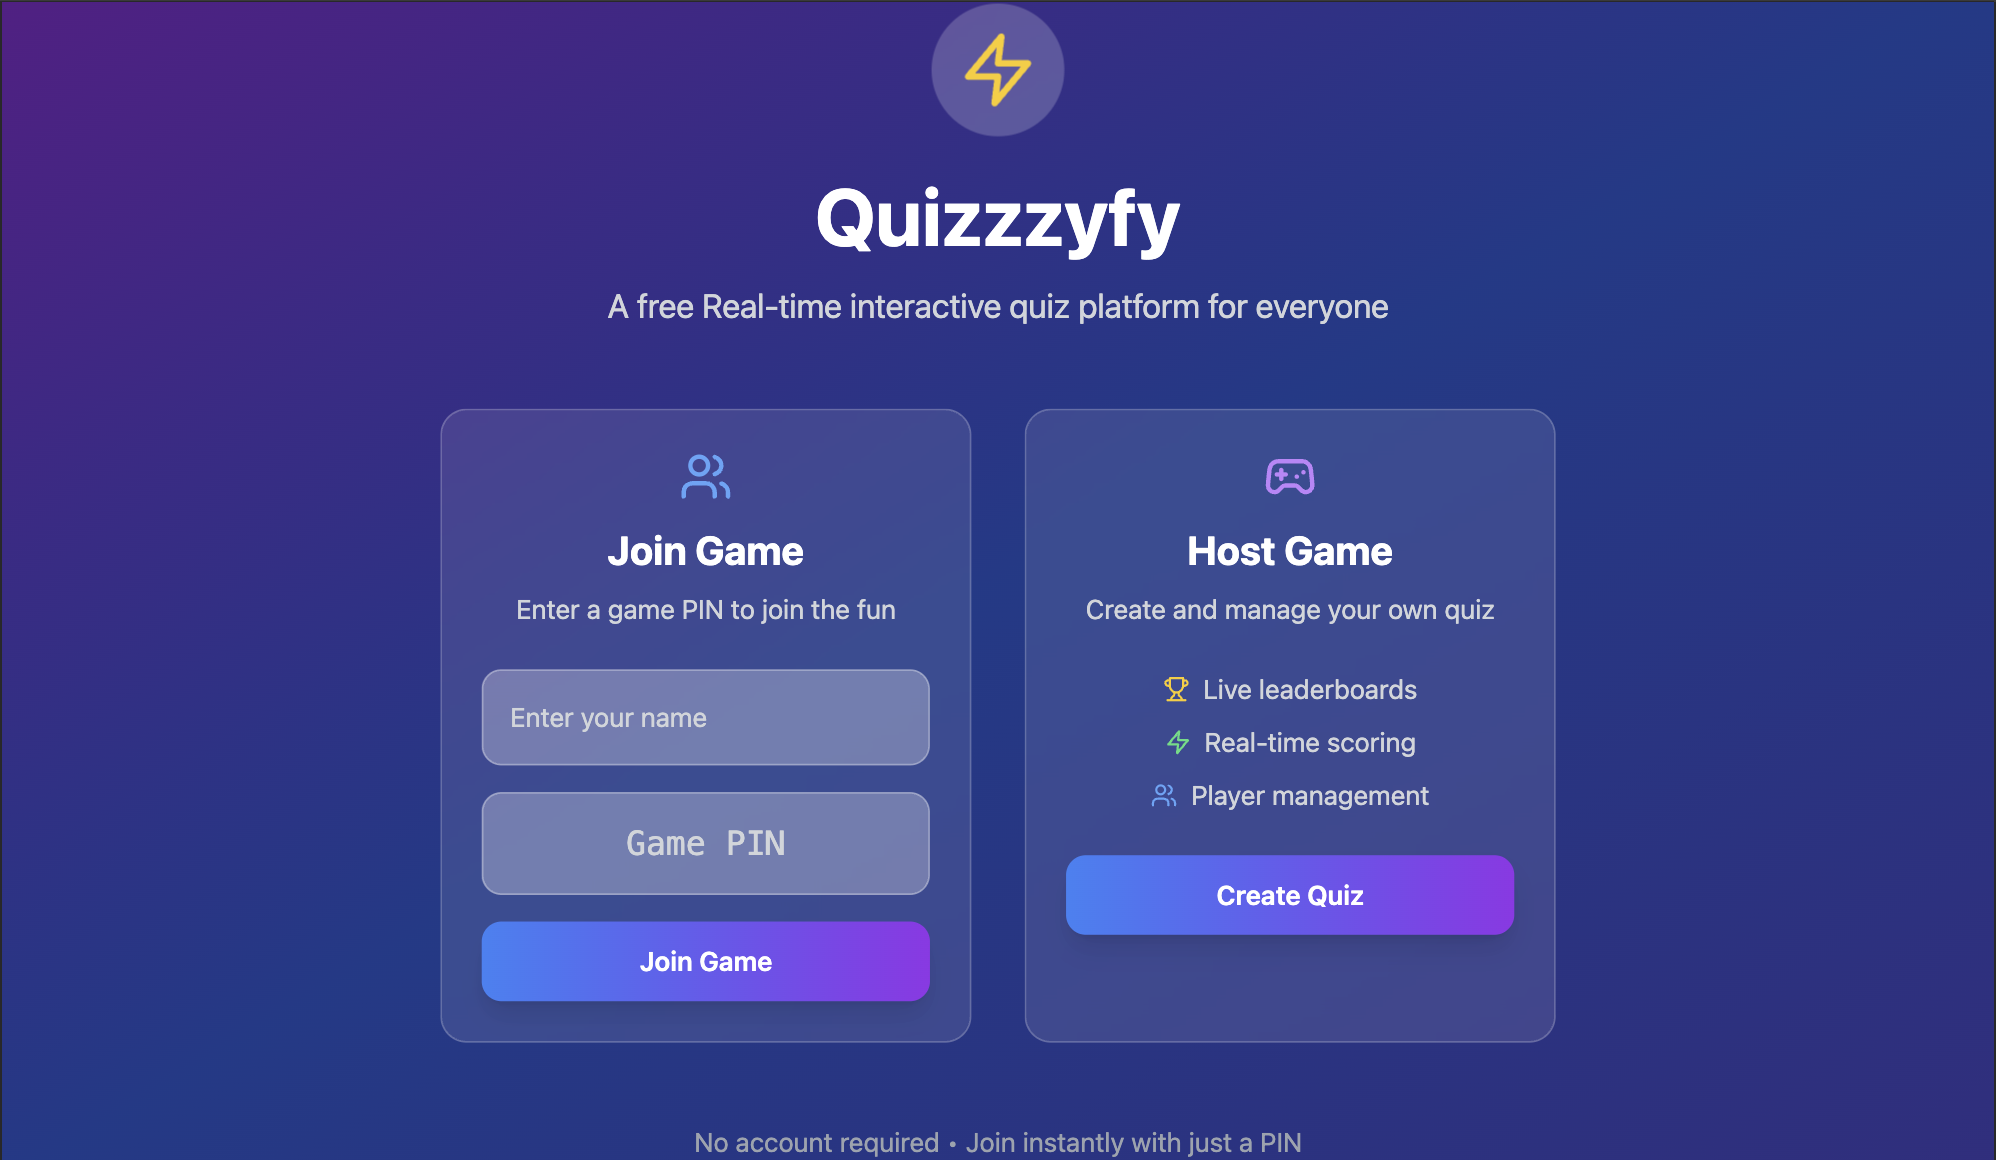 Quizzzyfy
A free Real-time interactive quiz platform for everyone
Join Game
Enter a game PIN to join the fun
Enter your name
Game PIN
Join Game
Host Game
Create and manage your own quiz
Live leaderboards
Real-time scoring
Player management
Create Quiz
No account required • Join instantly with just a PIN